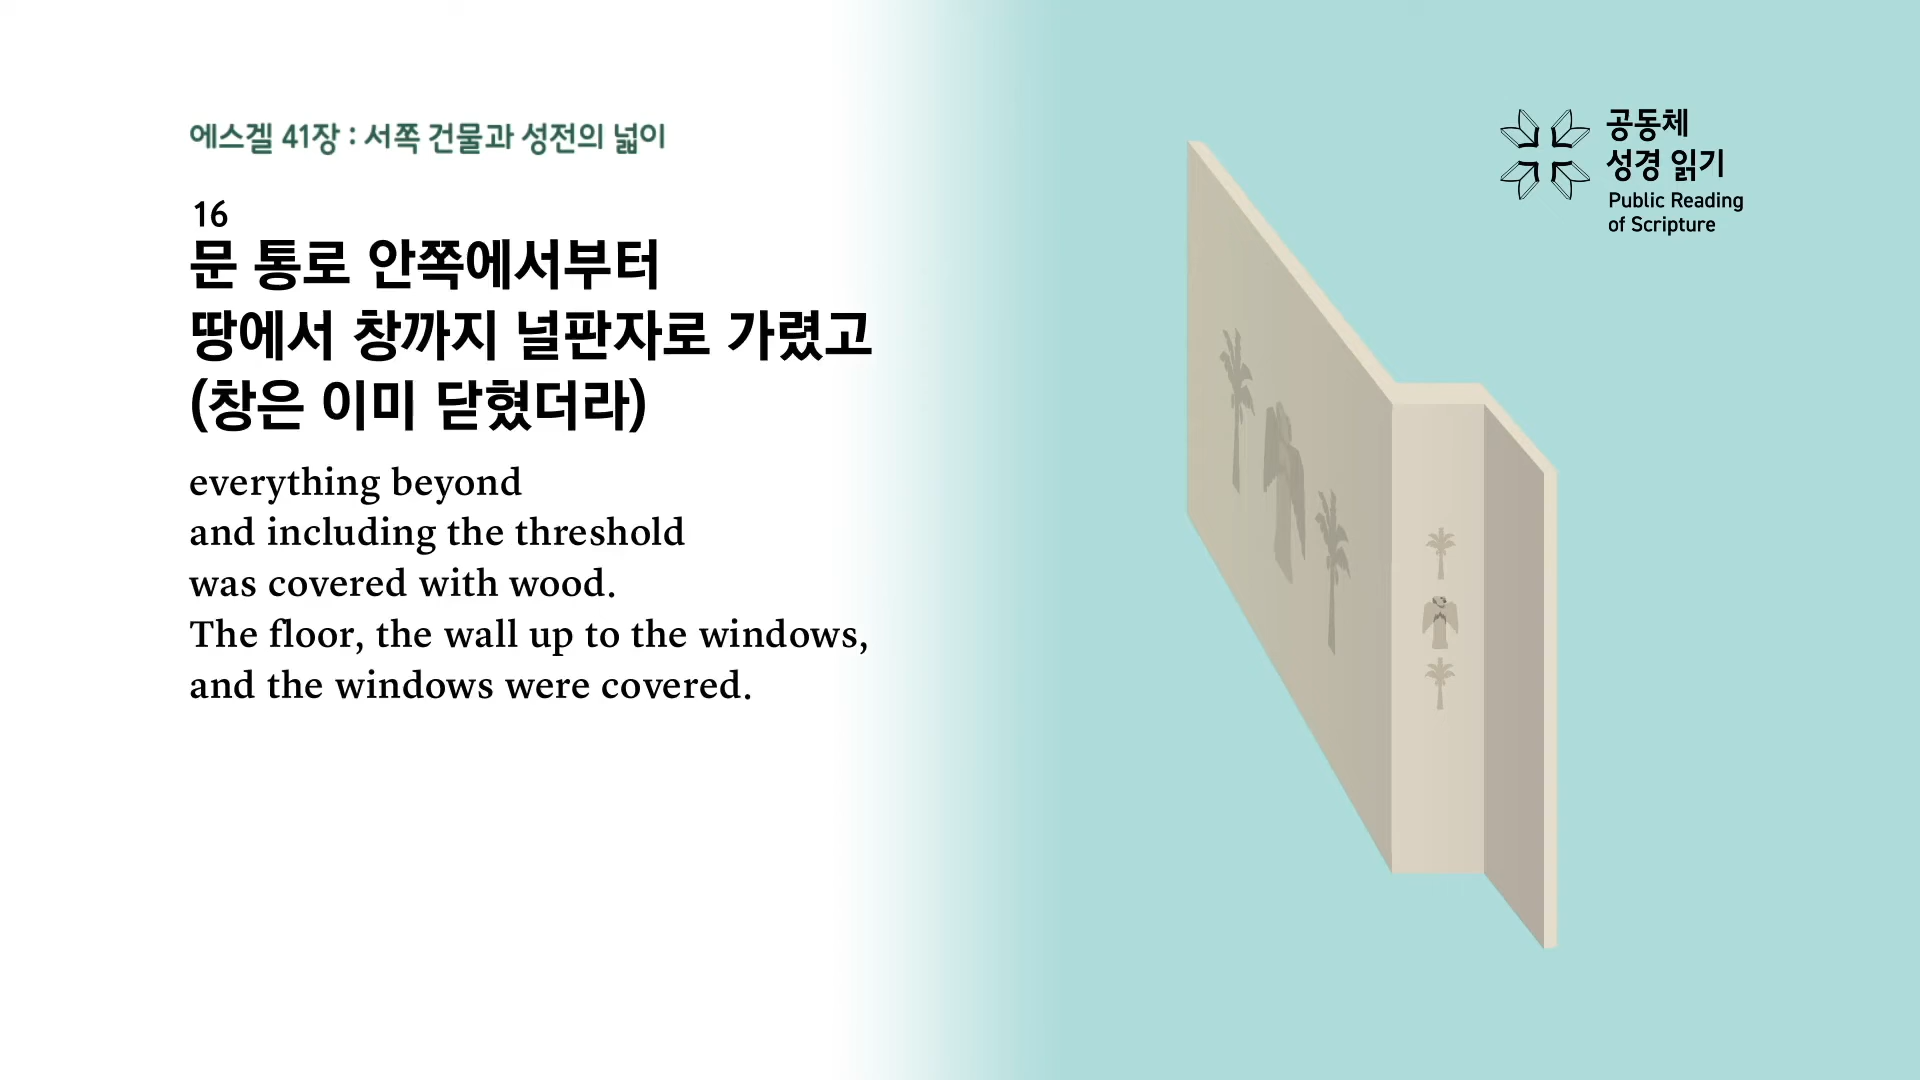 에스겔 41장 : 서쪽 건물과 성전의 넓이
16
문 통로 안쪽에서부터
땅에서 창까지 널판자로 가렸고
(창은 이미 닫혔더라)
everything beyond
and including the threshold
was covered with wood.
The floor, the wall up to the windows,
and the windows were covered.
공동체
성경 읽기
Public Reading
of Scripture